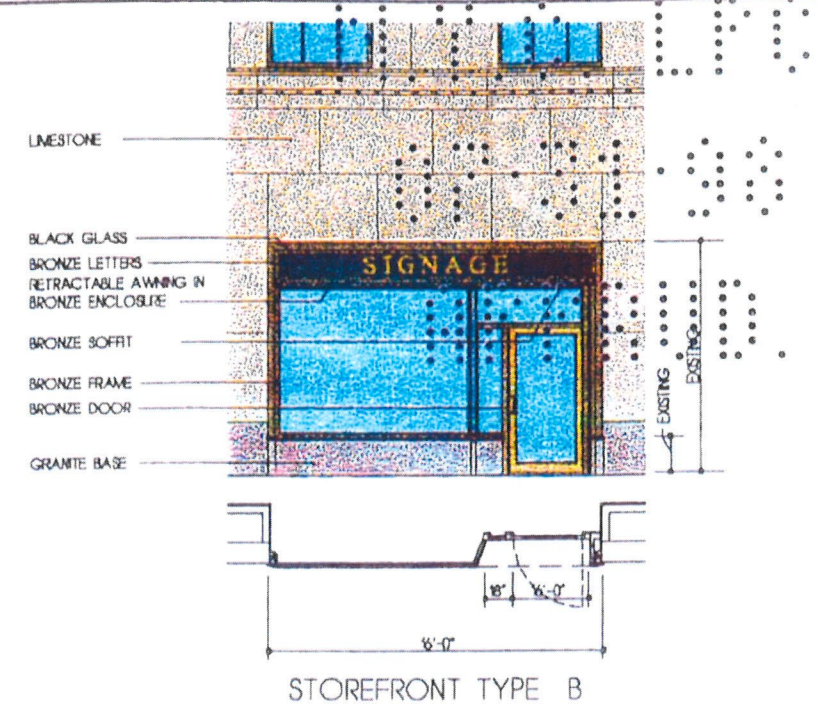 LPC
LIMESTONE
BLACK GLASS
BRONZE LETTERS
SIGNAGE
RETRACTABLE AWNING IN
BRONZE ENCLOSURE
BRONZE SOFFIT
BRONZE FRAME
BRONZE DOOR
GRANITE BASE
EXISTING
EXISTING
18"
STOREFRONT TYPE B